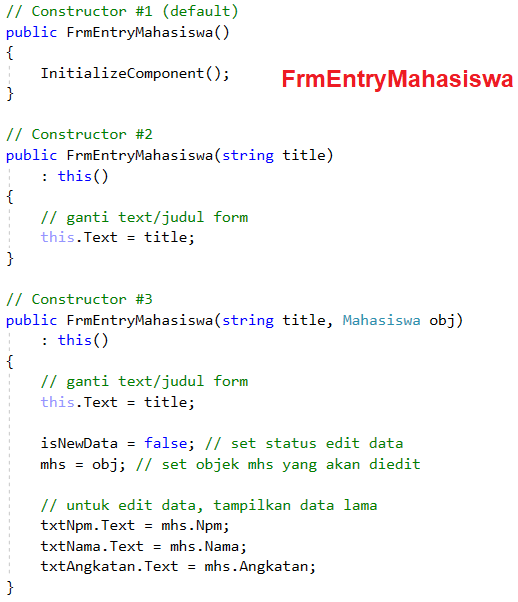 // Constructor #1 (default)
public FrmEntryMahasiswa()
{
InitializeComponent();
FrmEntryMahasiswa
}
// Constructor #2
public FrmEntryMahasiswa(string title)
: this()
{
// ganti text/judul form
this.Text = title;
}
// Constructor #3
public FrmEntryMahasiswa(string title, Mahasiswa obj)
: this()
{
// ganti text/judul form
this.Text = title;
isNewData = false; // set status edit data
mhs = obj; // set objek mhs yang akan diedit
// untuk edit data, tampilkan data lama
txtNpm.Text = mhs.Npm;
txtNama.Text = mhs.Nama;
txtAngkatan.Text = mhs.Angkatan;
}